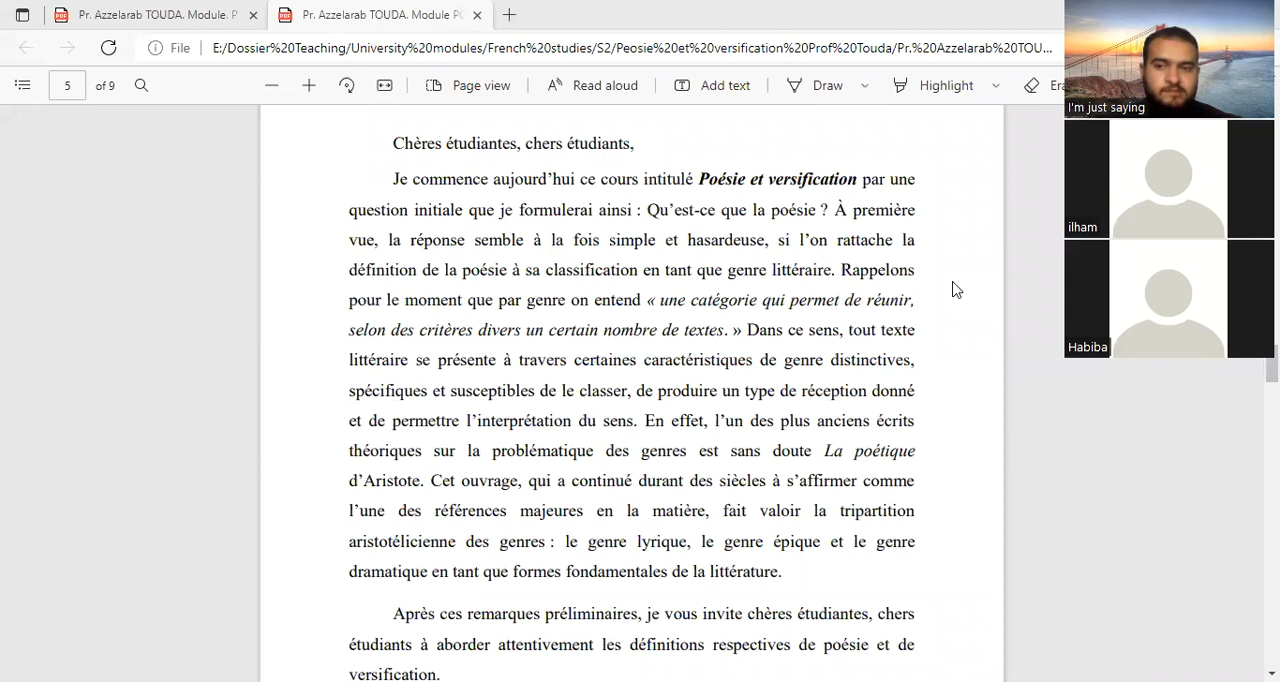 Pr. Azzelarab TOUDA. Module. P
Pr. Azzelarab TOUDA. Module P
File E:/Dossier%20Teaching/University%20modules/French%20studies/S2/Peosie%20et%20versification%20Prof%20Touda/Pr.%20Azzelarab%20TOU...
5 of 9 Page view Read aloud Add text Draw Highlight Era
I'm just saying
ilham
Habiba
Chères étudiantes, chers étudiants,
Je commence aujourd'hui ce cours intitulé Poésie et versification par une
question initiale que je formulerai ainsi : Qu'est-ce que la poésie ? À première
vue, la réponse semble à la fois simple et hasardeuse, si l'on rattache la
définition de la poésie à sa classification en tant que genre littéraire. Rappelons
pour le moment que par genre on entend « une catégorie qui permet de réunir,
selon des critères divers un certain nombre de textes. » Dans ce sens, tout texte
littéraire se présente à travers certaines caractéristiques de genre distinctives,
spécifiques et susceptibles de le classer, de produire un type de réception donné
et de permettre l'interprétation du sens. En effet, l'un des plus anciens écrits
théoriques sur la problématique des genres est sans doute La poétique
d'Aristote. Cet ouvrage, qui a continué durant des siècles à s'affirmer comme
l'une des références majeures en la matière, fait valoir la tripartition
aristotélicienne des genres : le genre lyrique, le genre épique et le genre
dramatique en tant que formes fondamentales de la littérature.
Après ces remarques préliminaires, je vous invite chères étudiantes, chers
étudiants à aborder attentivement les définitions respectives de poésie et de
versification.